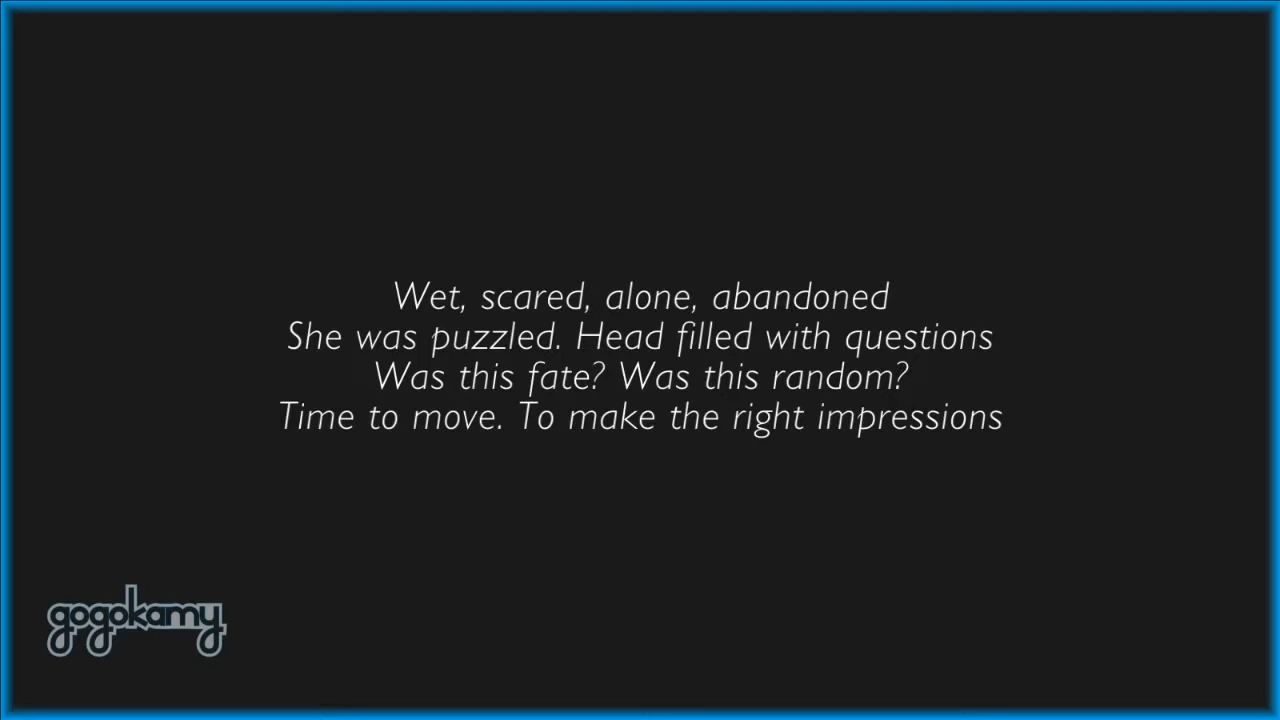 Wet, scared, alone, abandoned
She was puzzled. Head filled with questions
Was this fate? Was this random?
Time to move. To make the right impressions
gogokamy